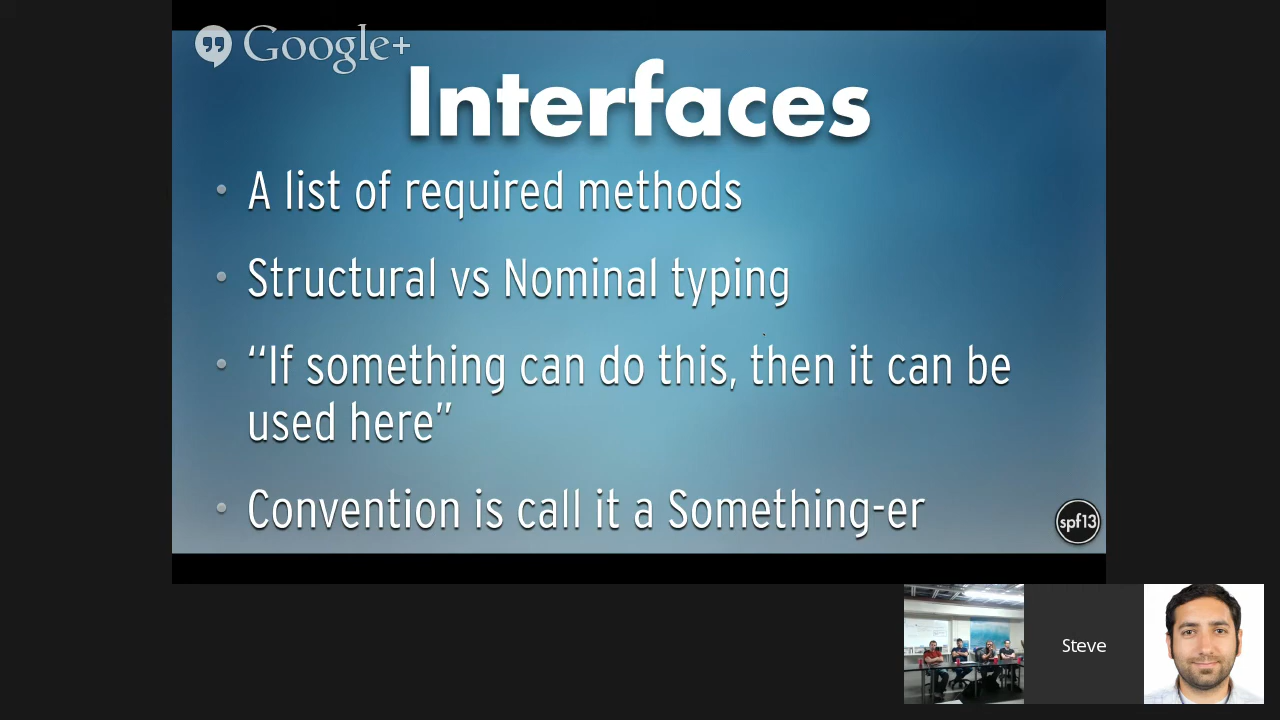 Google+
Interfaces
• A list of required methods
• Structural vs Nominal typing
• “If something can do this, then it can be
used here”
• Convention is call it a Something-er
spf13
Steve